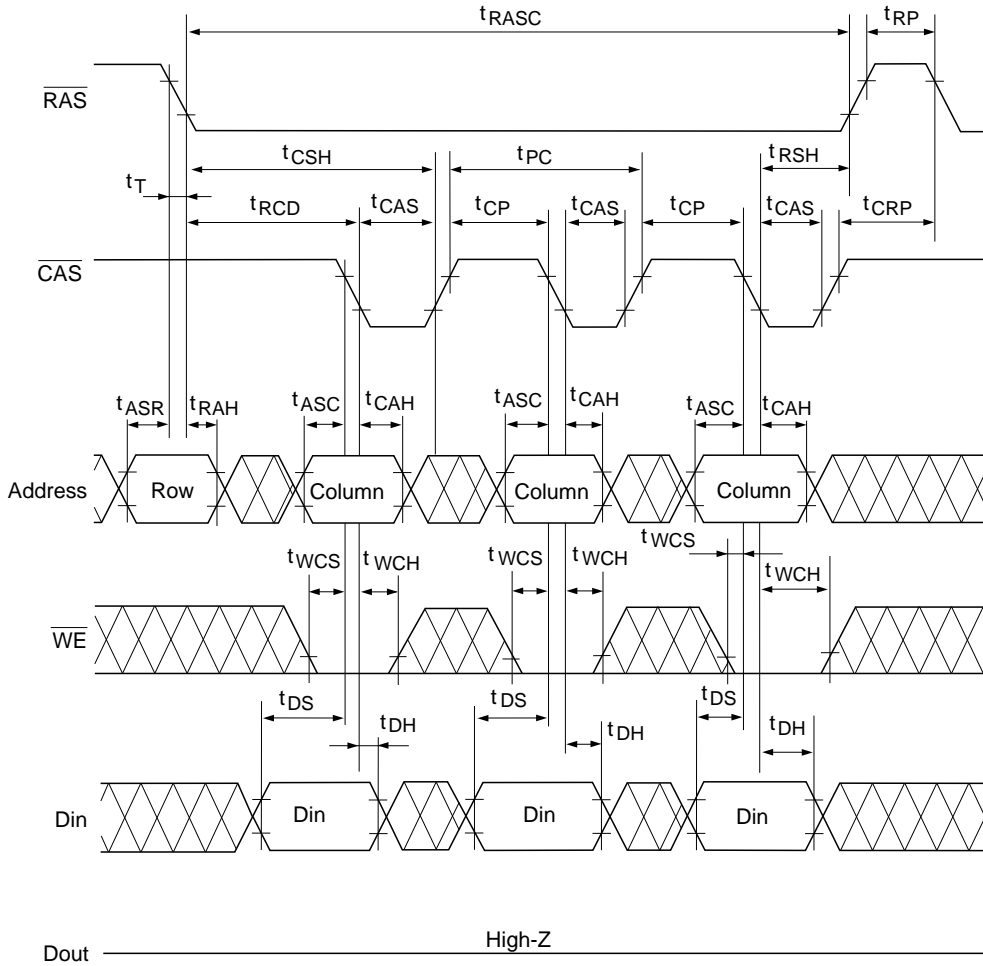 tRASC tRP
RAS
tCSH tPC tRSH
tT
tRCD tCAS tCP tCAS tCP tCAS tCRP
CAS
tASR tRAH tASC tCAH tASC tCAH tASC tCAH
Address Row Column Column Column
tWCS tWCH tWCS tWCH tWCS tWCH
WE
tDS tDH tDS tDH tDS tDH
Din Din Din Din
High-Z
Dout